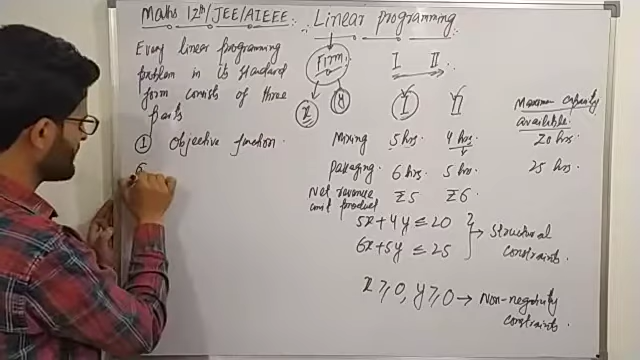 Maths 12th/JEE/AIEEE :. Linear programming
Every linear programming
problem in its standard
form consists of three
parts
① Objective function.
Firm
I II
I II
Maximum capacity
available:
Mixing 5 hrs. 4 hrs. 20 hrs.
Packaging 6 hrs 5 hrs 25 hrs.
Net revenue
unit product ₹5 ₹6.
5x+4y ≤ 20
6x+5y ≤ 25
→ Structural
constraints.
x ≥ 0, y ≥ 0 → Non-negativity
constraints.